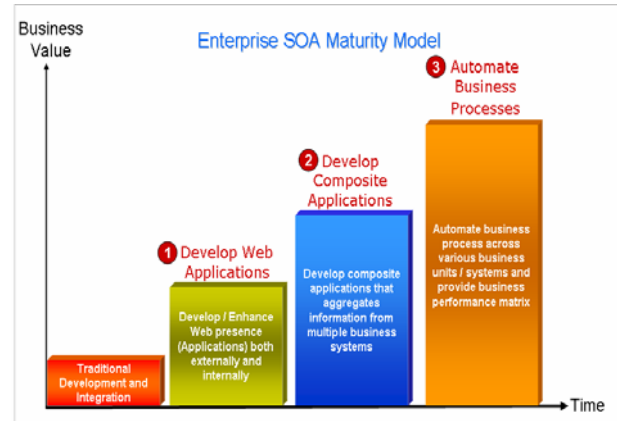 Business
Value
Enterprise SOA Maturity Model
3 Automate
Business
Processes
2 Develop
Composite
Applications
1 Develop Web
Applications
Traditional
Development and
Integration
Develop / Enhance
Web presence
(Applications) both
externally and
internally
Develop composite
applications that
aggregates
information from
multiple business
systems
Automate business
process across
various business
units / systems and
provide business
performance matrix
Time